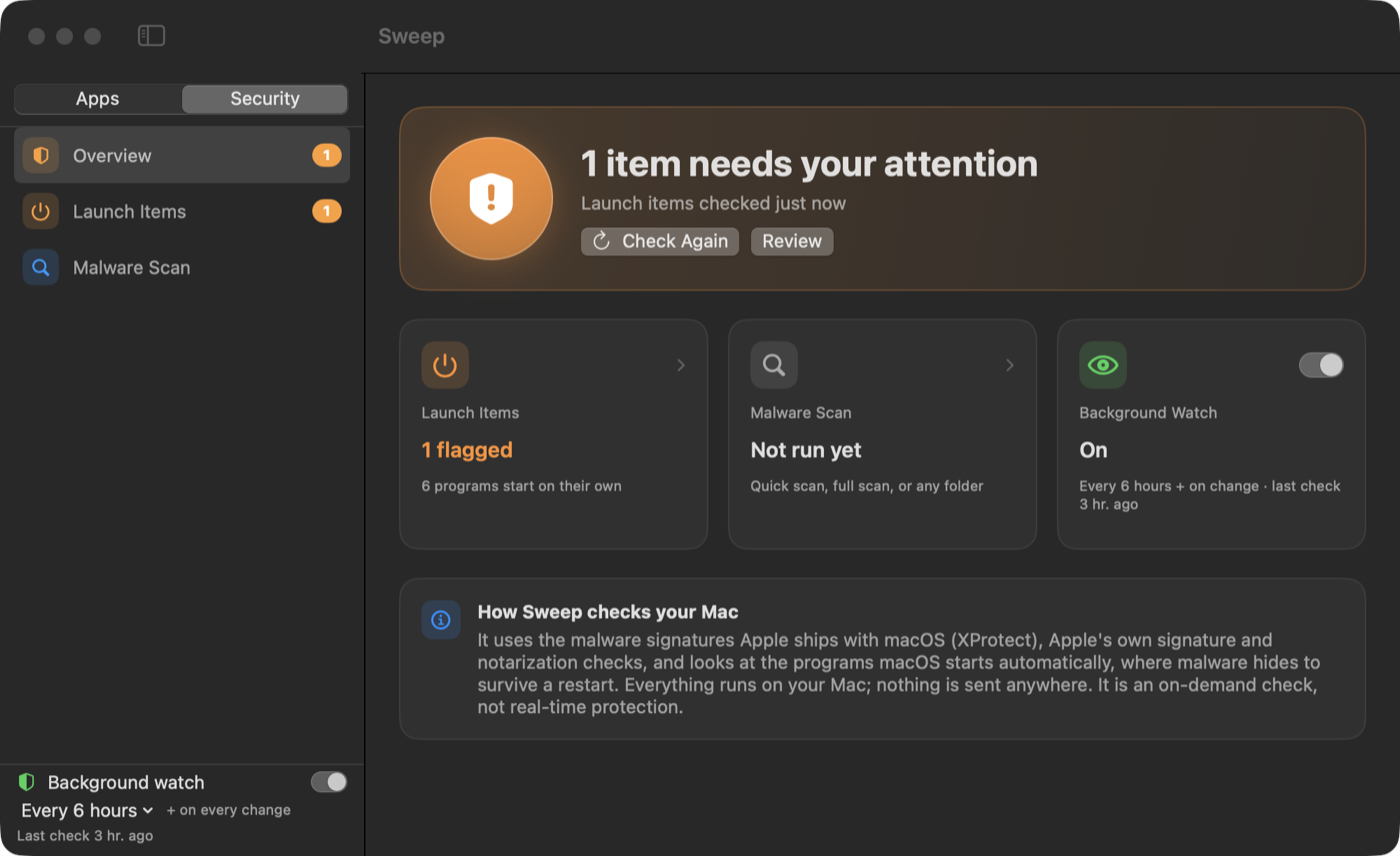 Sweep
Apps
Security
Overview
1
Launch Items
1
Malware Scan
1 item needs your attention
Launch items checked just now
Check Again
Review
Launch Items
1 flagged
6 programs start on their own
Malware Scan
Not run yet
Quick scan, full scan, or any folder
Background Watch
On
Every 6 hours + on change · last check
3 hr. ago
How Sweep checks your Mac
It uses the malware signatures Apple ships with macOS (XProtect), Apple's own signature and
notarization checks, and looks at the programs macOS starts automatically, where malware hides to
survive a restart. Everything runs on your Mac; nothing is sent anywhere. It is an on-demand check,
not real-time protection.
Background watch
Every 6 hours + on every change
Last check 3 hr. ago